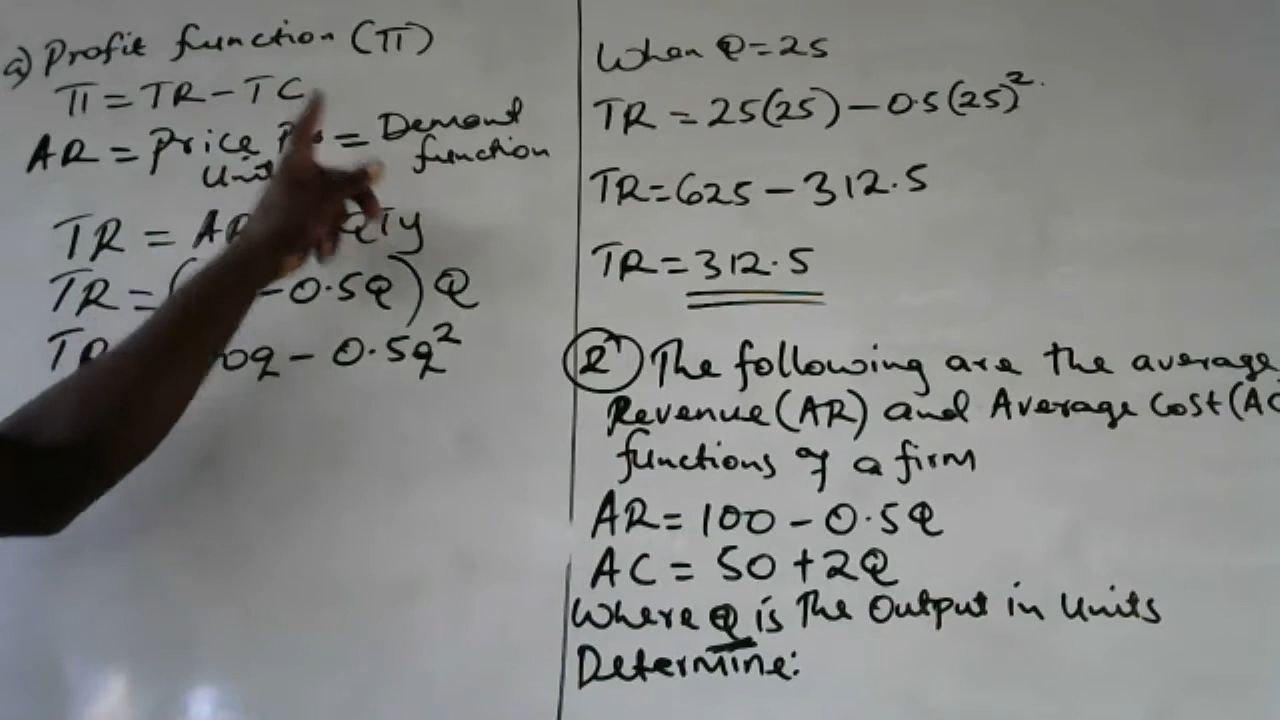 a) Profit function (π)
π = TR - TC
AR = Price = Demand function
Unit
TR = QTy
TR = ( - 0.5Q) Q
TR - 0.5q²
When Q = 25
TR = 25(25) - 0.5(25)²
TR = 625 - 312.5
TR = 312.5
2 The following are the average
Revenue (AR) and Average Cost (AC
functions of a firm
AR = 100 - 0.5Q
AC = 50 + 2Q
Where Q is The Output in Units
Determine: